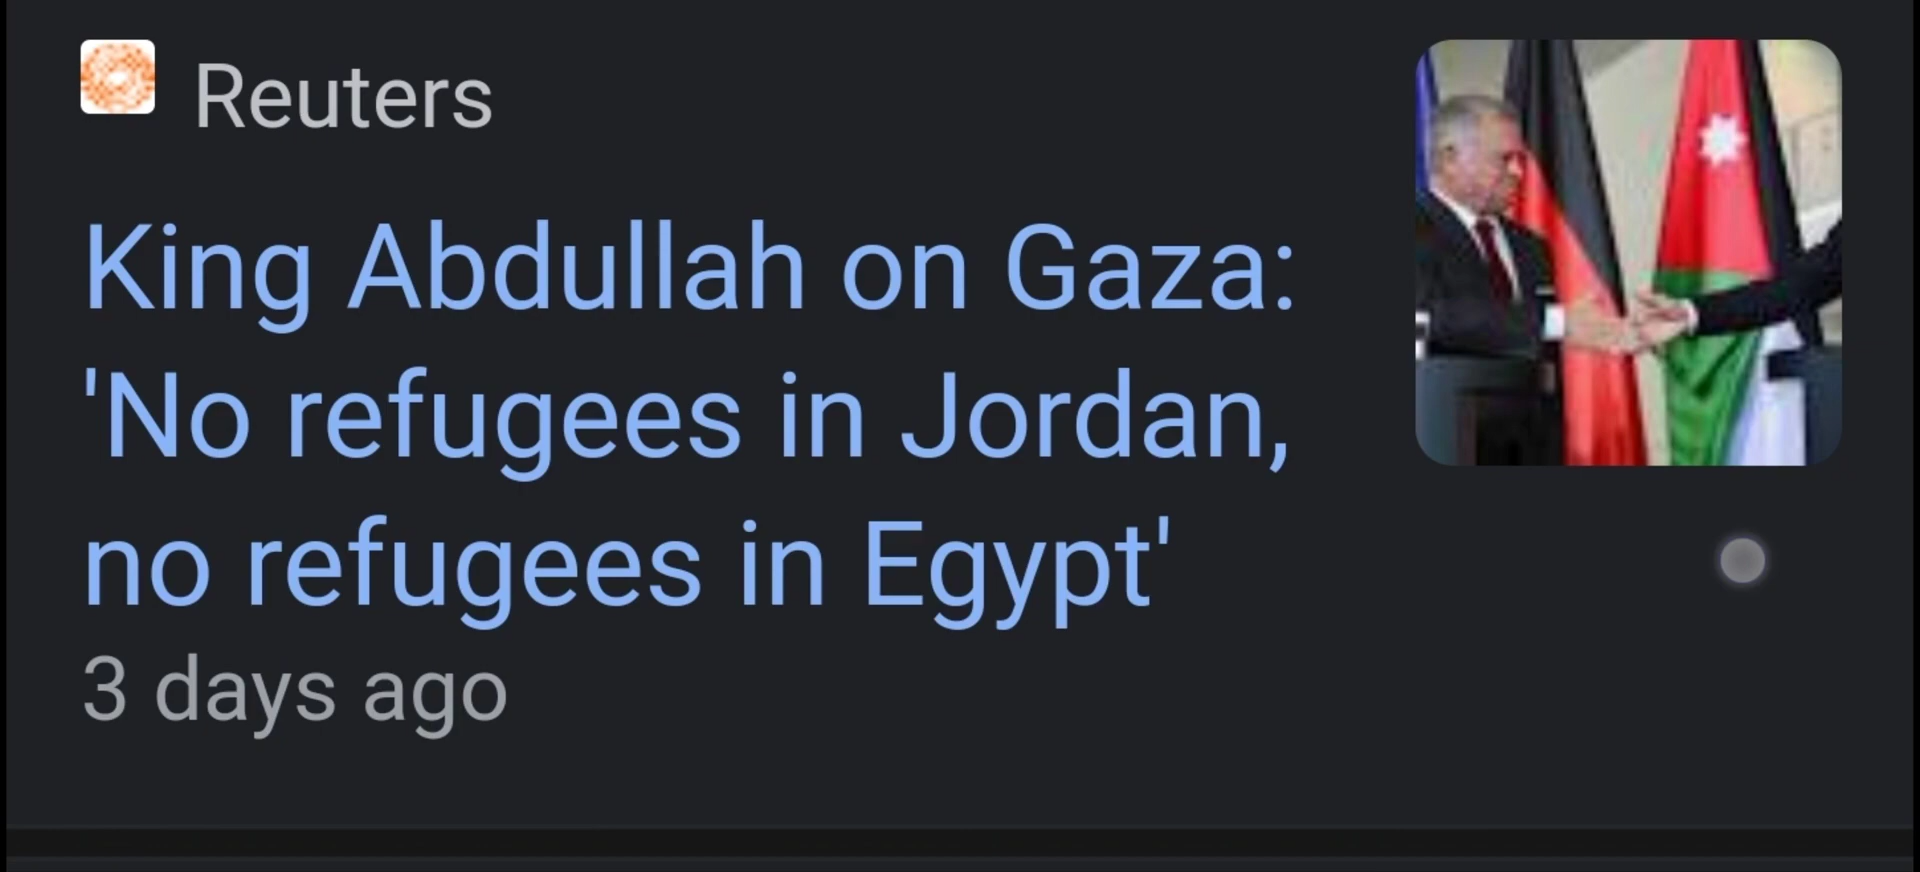 Reuters
King Abdullah on Gaza:
'No refugees in Jordan,
no refugees in Egypt'
3 days ago